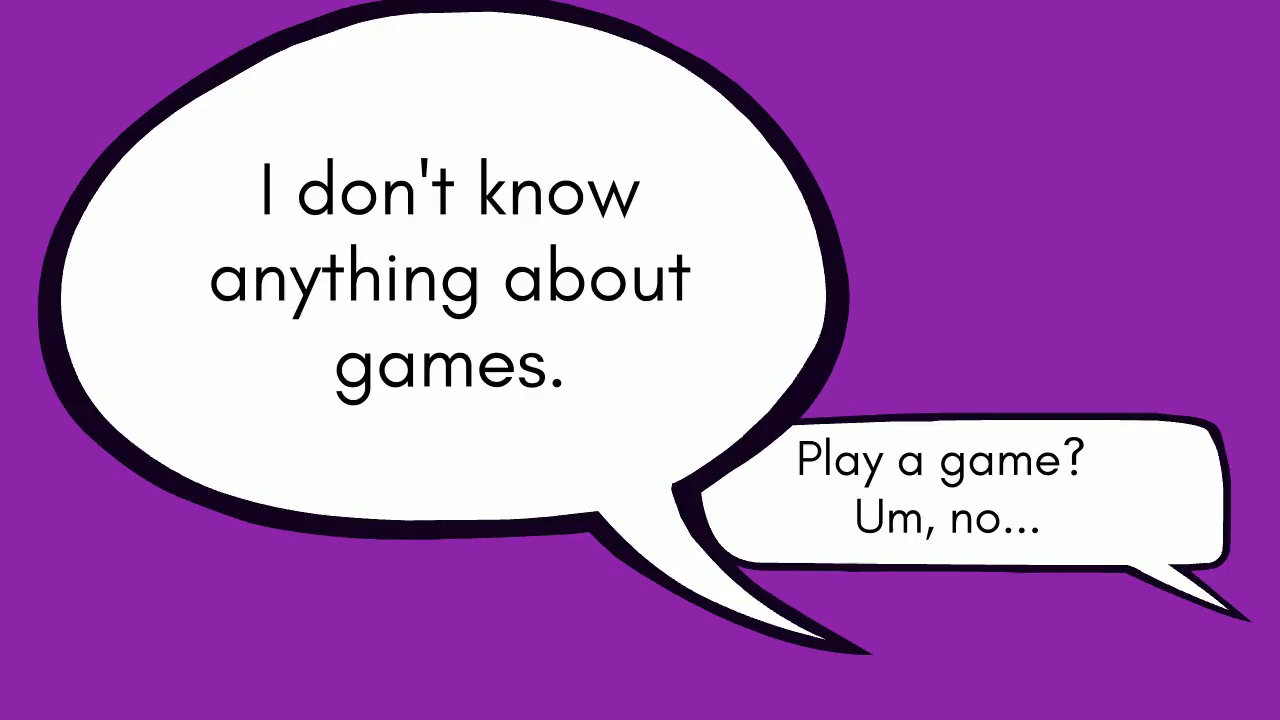 I don't know
anything about
games.
Play a game?
Um, no...